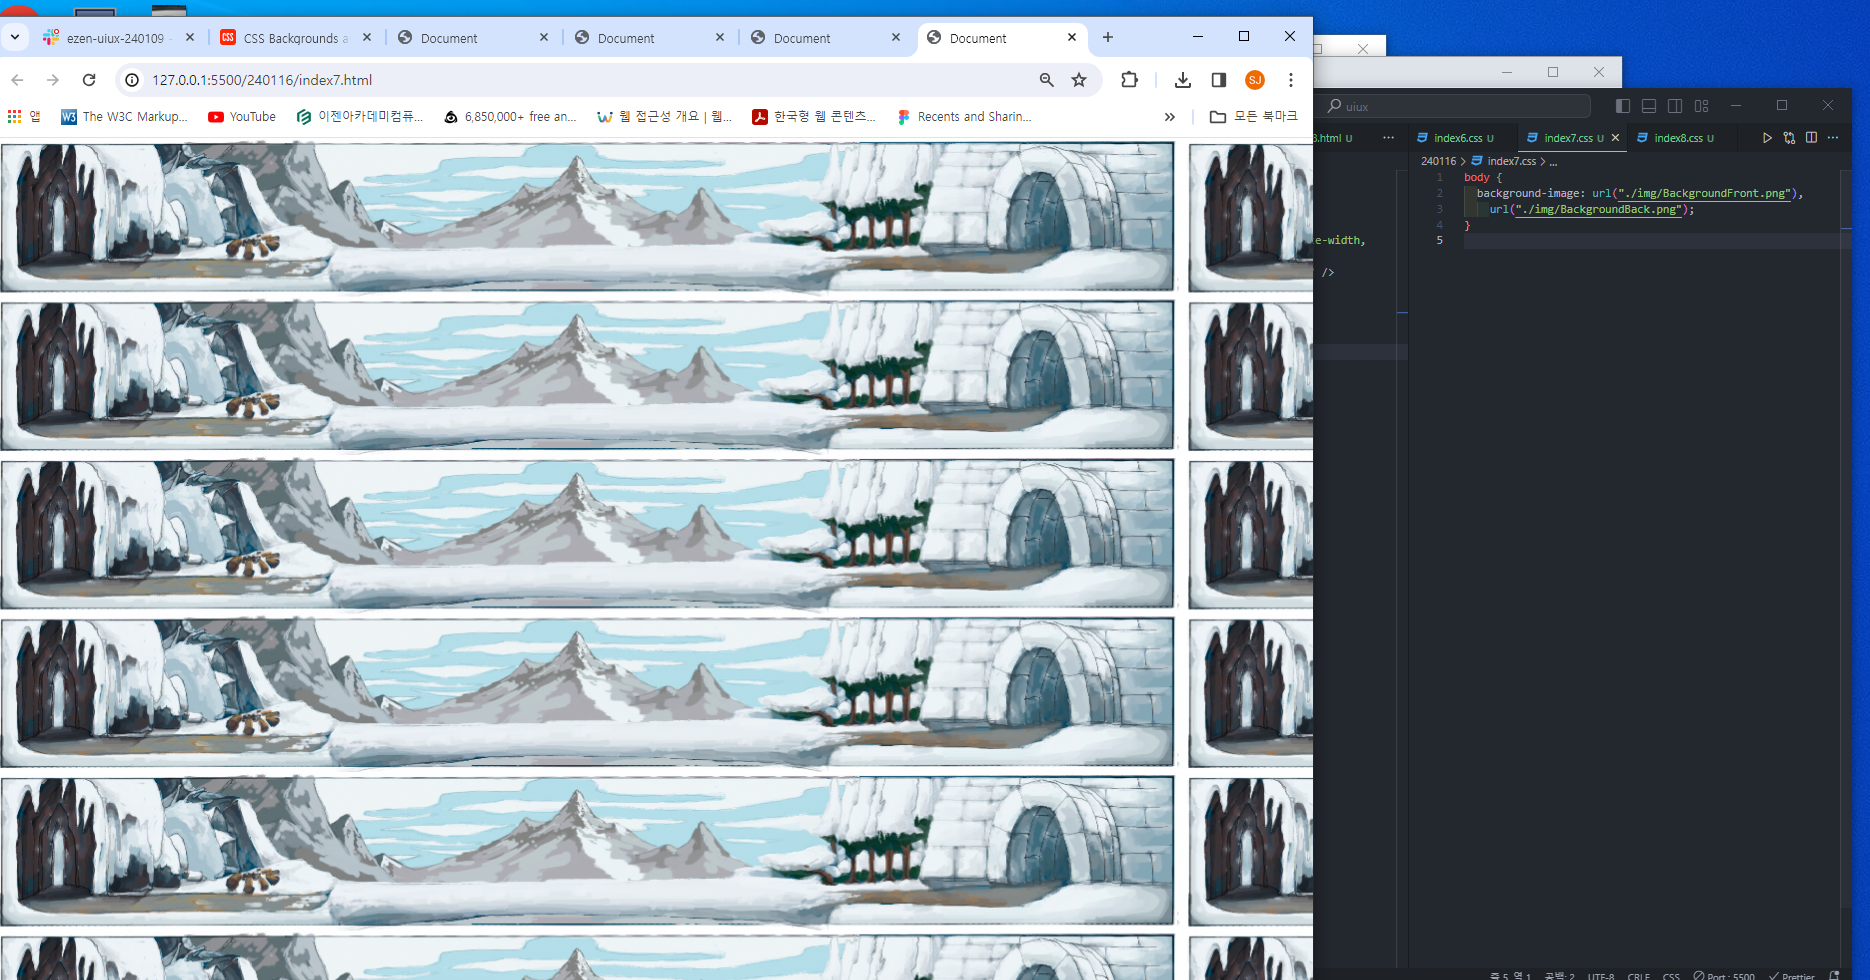 ezen-uiux-240109 -
CSS Backgrounds a
Document
Document
Document
Document
127.0.0.1:5500/240116/index7.html
SJ
앱
The W3C Markup...
YouTube
이젠아카데미컴퓨...
6,850,000+ free an...
웹 접근성 개요 | 웹...
한국형 웹 콘텐츠...
Recents and Sharin...
모든 북마크
uiux
.html U
index6.css U
index7.css U
index8.css U
240116 > index7.css > ...
1 body {
2 background-image: url("./img/BackgroundFront.png"),
3 url("./img/BackgroundBack.png");
4 }
5
e-width,
/>
줄 5, 열 1
공백: 2
UTF-8
CRLF
CSS
Port : 5500
Prettier